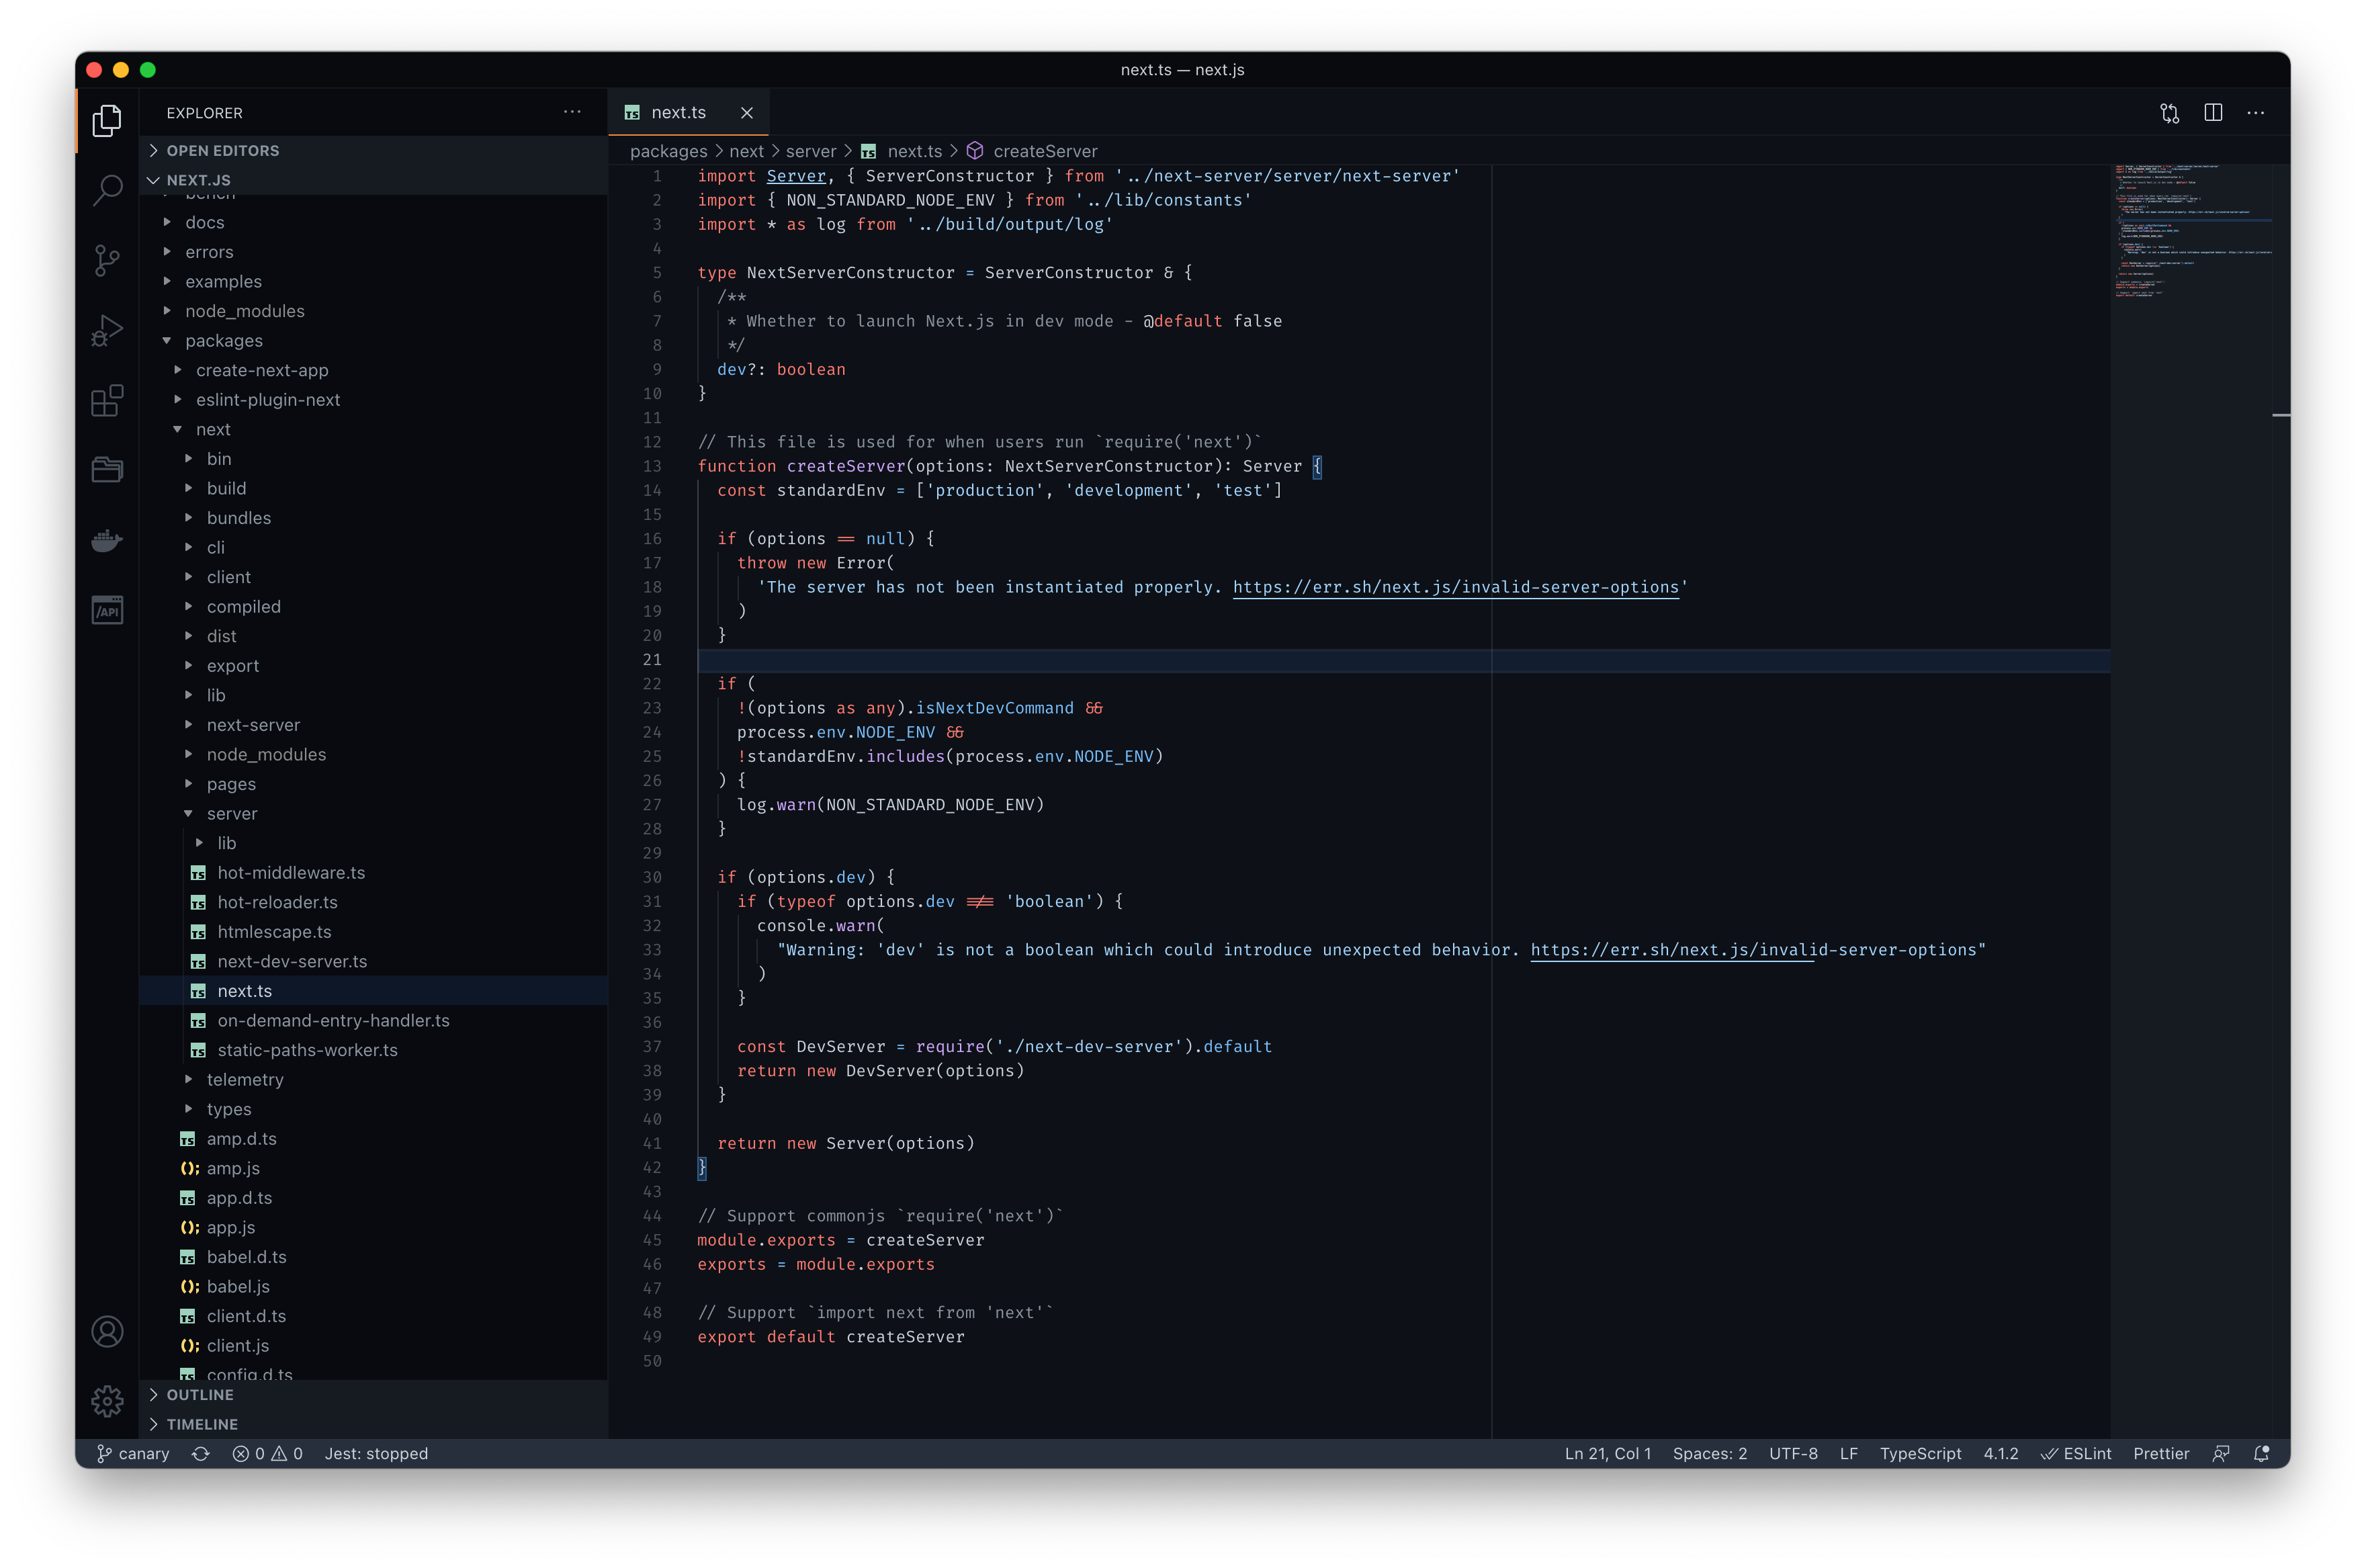 next.ts — next.js
EXPLORER
OPEN EDITORS
NEXT.JS
bench
docs
errors
examples
node_modules
packages
create-next-app
eslint-plugin-next
next
bin
build
bundles
cli
client
compiled
dist
export
lib
next-server
node_modules
pages
server
lib
hot-middleware.ts
hot-reloader.ts
htmlescape.ts
next-dev-server.ts
next.ts
on-demand-entry-handler.ts
static-paths-worker.ts
telemetry
types
amp.d.ts
amp.js
app.d.ts
app.js
babel.d.ts
babel.js
client.d.ts
client.js
config.d.ts
OUTLINE
TIMELINE
/API
TS next.ts
packages > next > server > TS next.ts > createServer
1 import Server, { ServerConstructor } from '../next-server/server/next-server'
2 import { NON_STANDARD_NODE_ENV } from '../lib/constants'
3 import * as log from '../build/output/log'
4
5 type NextServerConstructor = ServerConstructor & {
6 /**
7 * Whether to launch Next.js in dev mode - @default false
8 */
9 dev?: boolean
10 }
11
12 // This file is used for when users run `require('next')`
13 function createServer(options: NextServerConstructor): Server {
14 const standardEnv = ['production', 'development', 'test']
15
16 if (options == null) {
17 throw new Error(
18 'The server has not been instantiated properly. https://err.sh/next.js/invalid-server-options'
19 )
20 }
21
22 if (
23 !(options as any).isNextDevCommand &&
24 process.env.NODE_ENV &&
25 !standardEnv.includes(process.env.NODE_ENV)
26 ) {
27 log.warn(NON_STANDARD_NODE_ENV)
28 }
29
30 if (options.dev) {
31 if (typeof options.dev !== 'boolean') {
32 console.warn(
33 "Warning: 'dev' is not a boolean which could introduce unexpected behavior. https://err.sh/next.js/invalid-server-options"
34 )
35 }
36
37 const DevServer = require('./next-dev-server').default
38 return new DevServer(options)
39 }
40
41 return new Server(options)
42 }
43
44 // Support commonjs `require('next')`
45 module.exports = createServer
46 exports = module.exports
47
48 // Support `import next from 'next'`
49 export default createServer
50
canary 0 0 Jest: stopped Ln 21, Col 1 Spaces: 2 UTF-8 LF TypeScript 4.1.2 ESLint Prettier